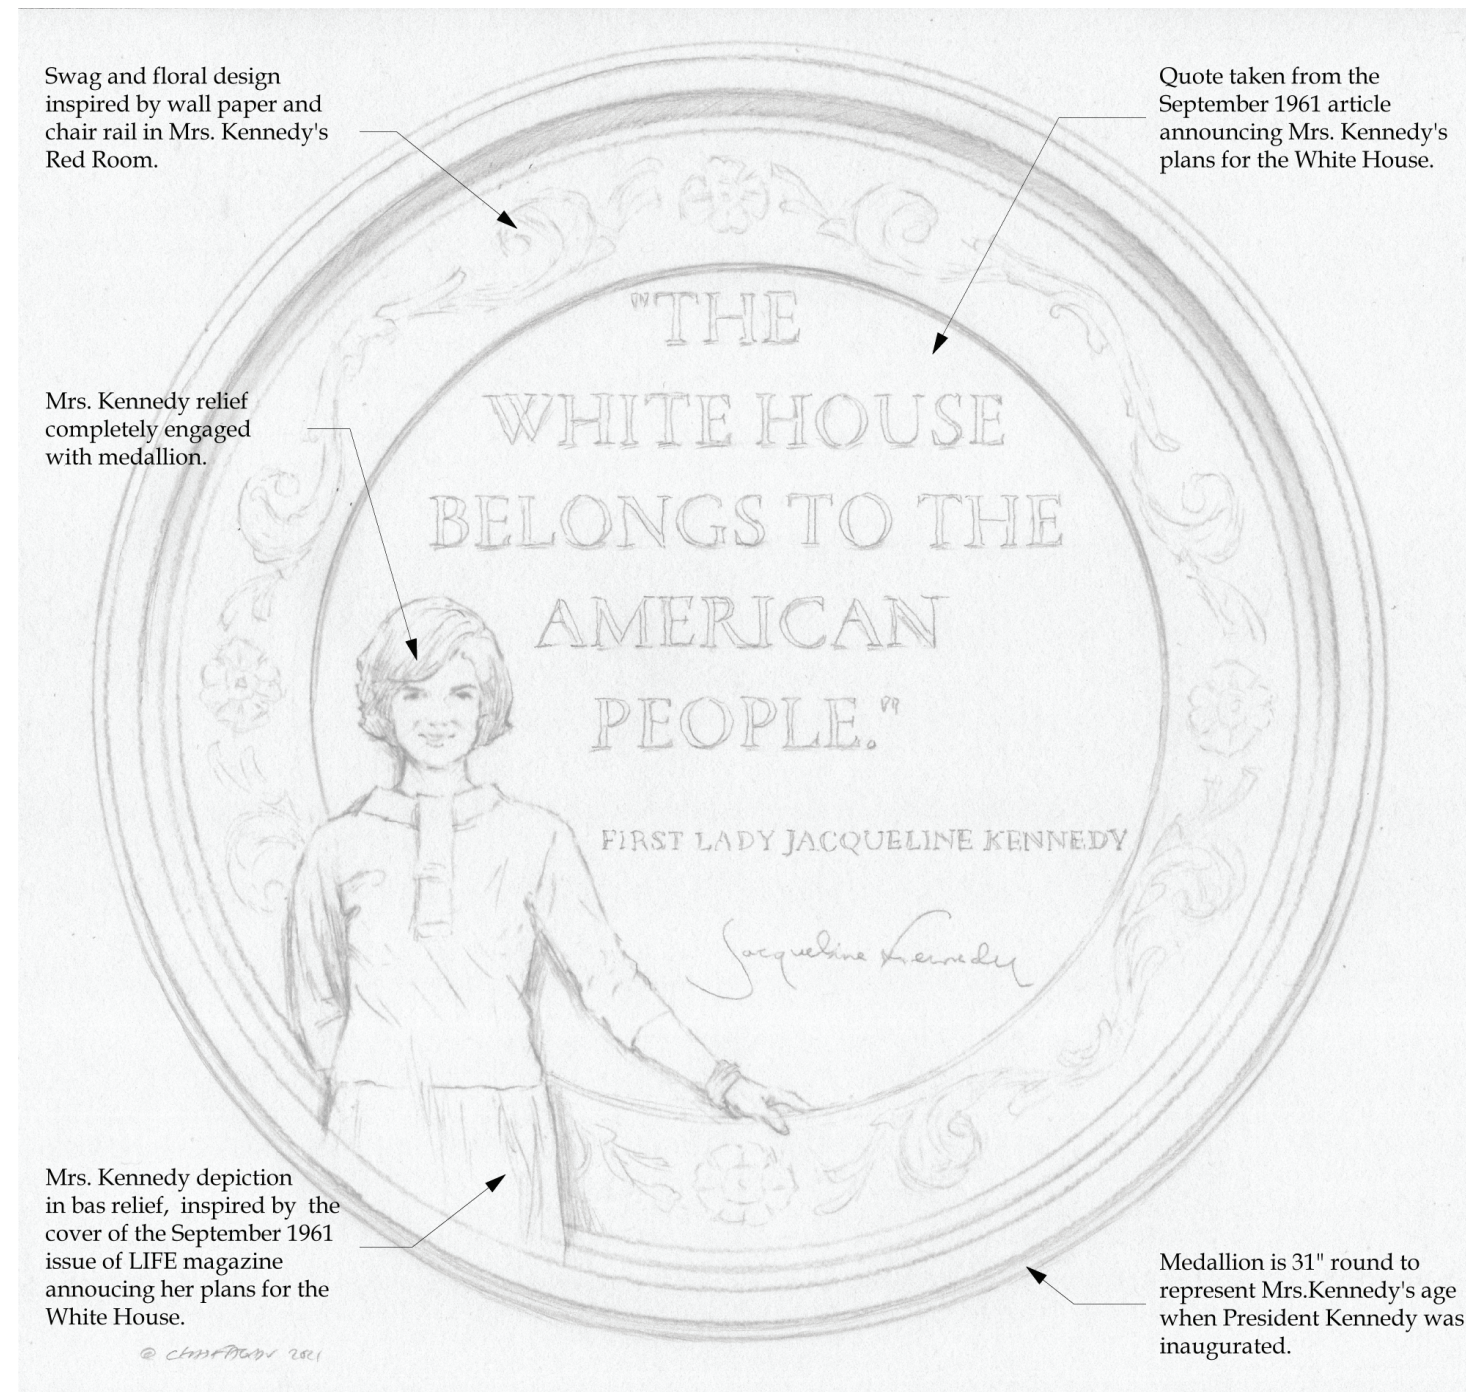 Swag and floral design
inspired by wall paper and
chair rail in Mrs. Kennedy's
Red Room.
Quote taken from the
September 1961 article
announcing Mrs. Kennedy's
plans for the White House.
"THE
WHITE HOUSE
BELONGS TO THE
AMERICAN
PEOPLE."
Mrs. Kennedy relief
completely engaged
with medallion.
FIRST LADY JACQUELINE KENNEDY
Jacqueline Kennedy
Mrs. Kennedy depiction
in bas relief, inspired by the
cover of the September 1961
issue of LIFE magazine
annoucing her plans for the
White House.
Medallion is 31" round to
represent Mrs.Kennedy's age
when President Kennedy was
inaugurated.
© 2021